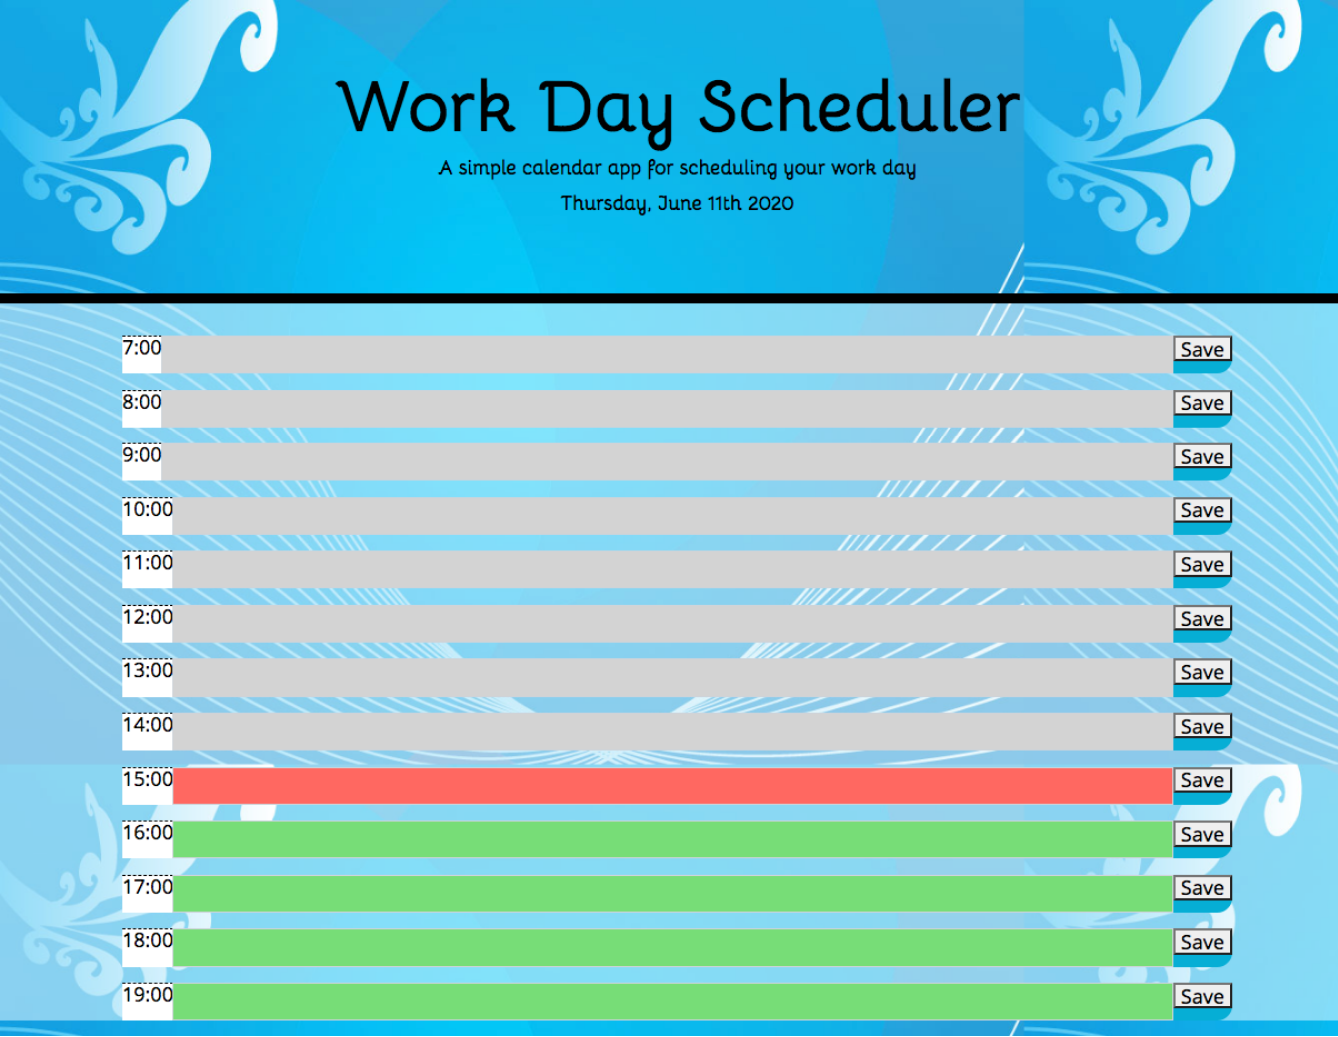 Work Day Scheduler
A simple calendar app for scheduling your work day
Thursday, June 11th 2020
7:00 Save
8:00 Save
9:00 Save
10:00 Save
11:00 Save
12:00 Save
13:00 Save
14:00 Save
15:00 Save
16:00 Save
17:00 Save
18:00 Save
19:00 Save